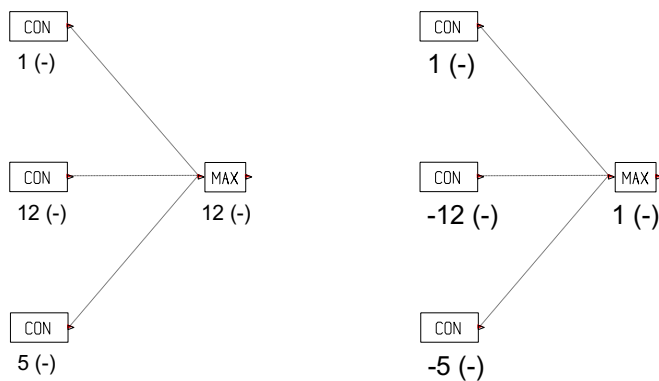 CON
1 (-)
CON
12 (-)
MAX
12 (-)
CON
5 (-)
CON
1 (-)
CON
-12 (-)
MAX
1 (-)
CON
-5 (-)